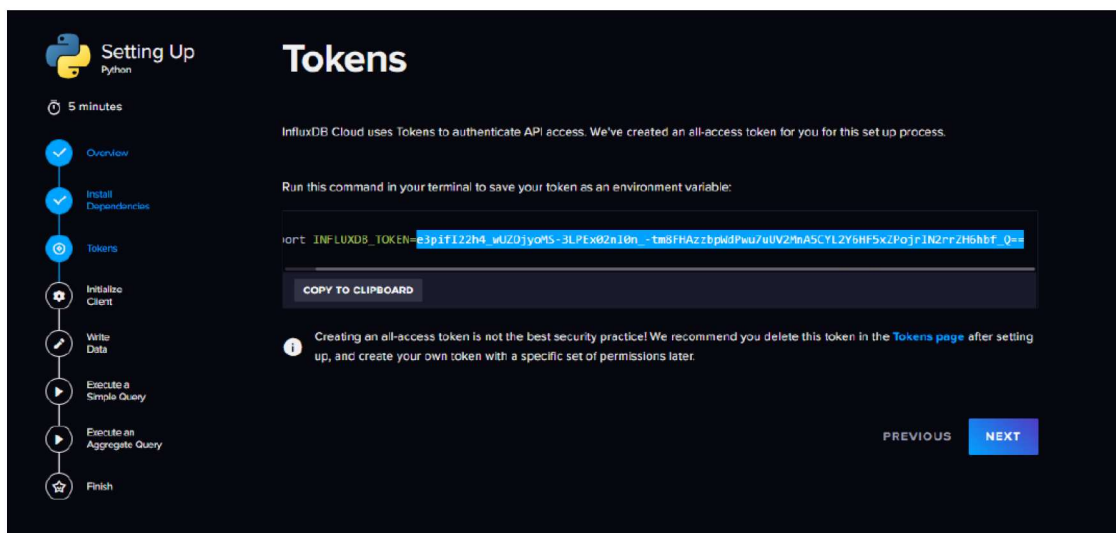 Setting Up
Python
5 minutes
Overview
Install
Dependencies
Tokens
Initialize
Client
Write
Data
Execute a
Simple Query
Execute an
Aggregate Query
Finish
Tokens
InfluxDB Cloud uses Tokens to authenticate API access. We've created an all-access token for you for this set up process.
Run this command in your terminal to save your token as an environment variable:
ort INFLUXDB_TOKEN=e3pifI22h4_wUZOjyoMS-3LPEx02nI0n_-tm8FHAzzbpWdPwu7uUV2MnA5CYL2Y6HF5xZPojrIN2rrZH6hbf_Q==
COPY TO CLIPBOARD
Creating an all-access token is not the best security practice! We recommend you delete this token in the Tokens page after setting
up, and create your own token with a specific set of permissions later.
PREVIOUS
NEXT